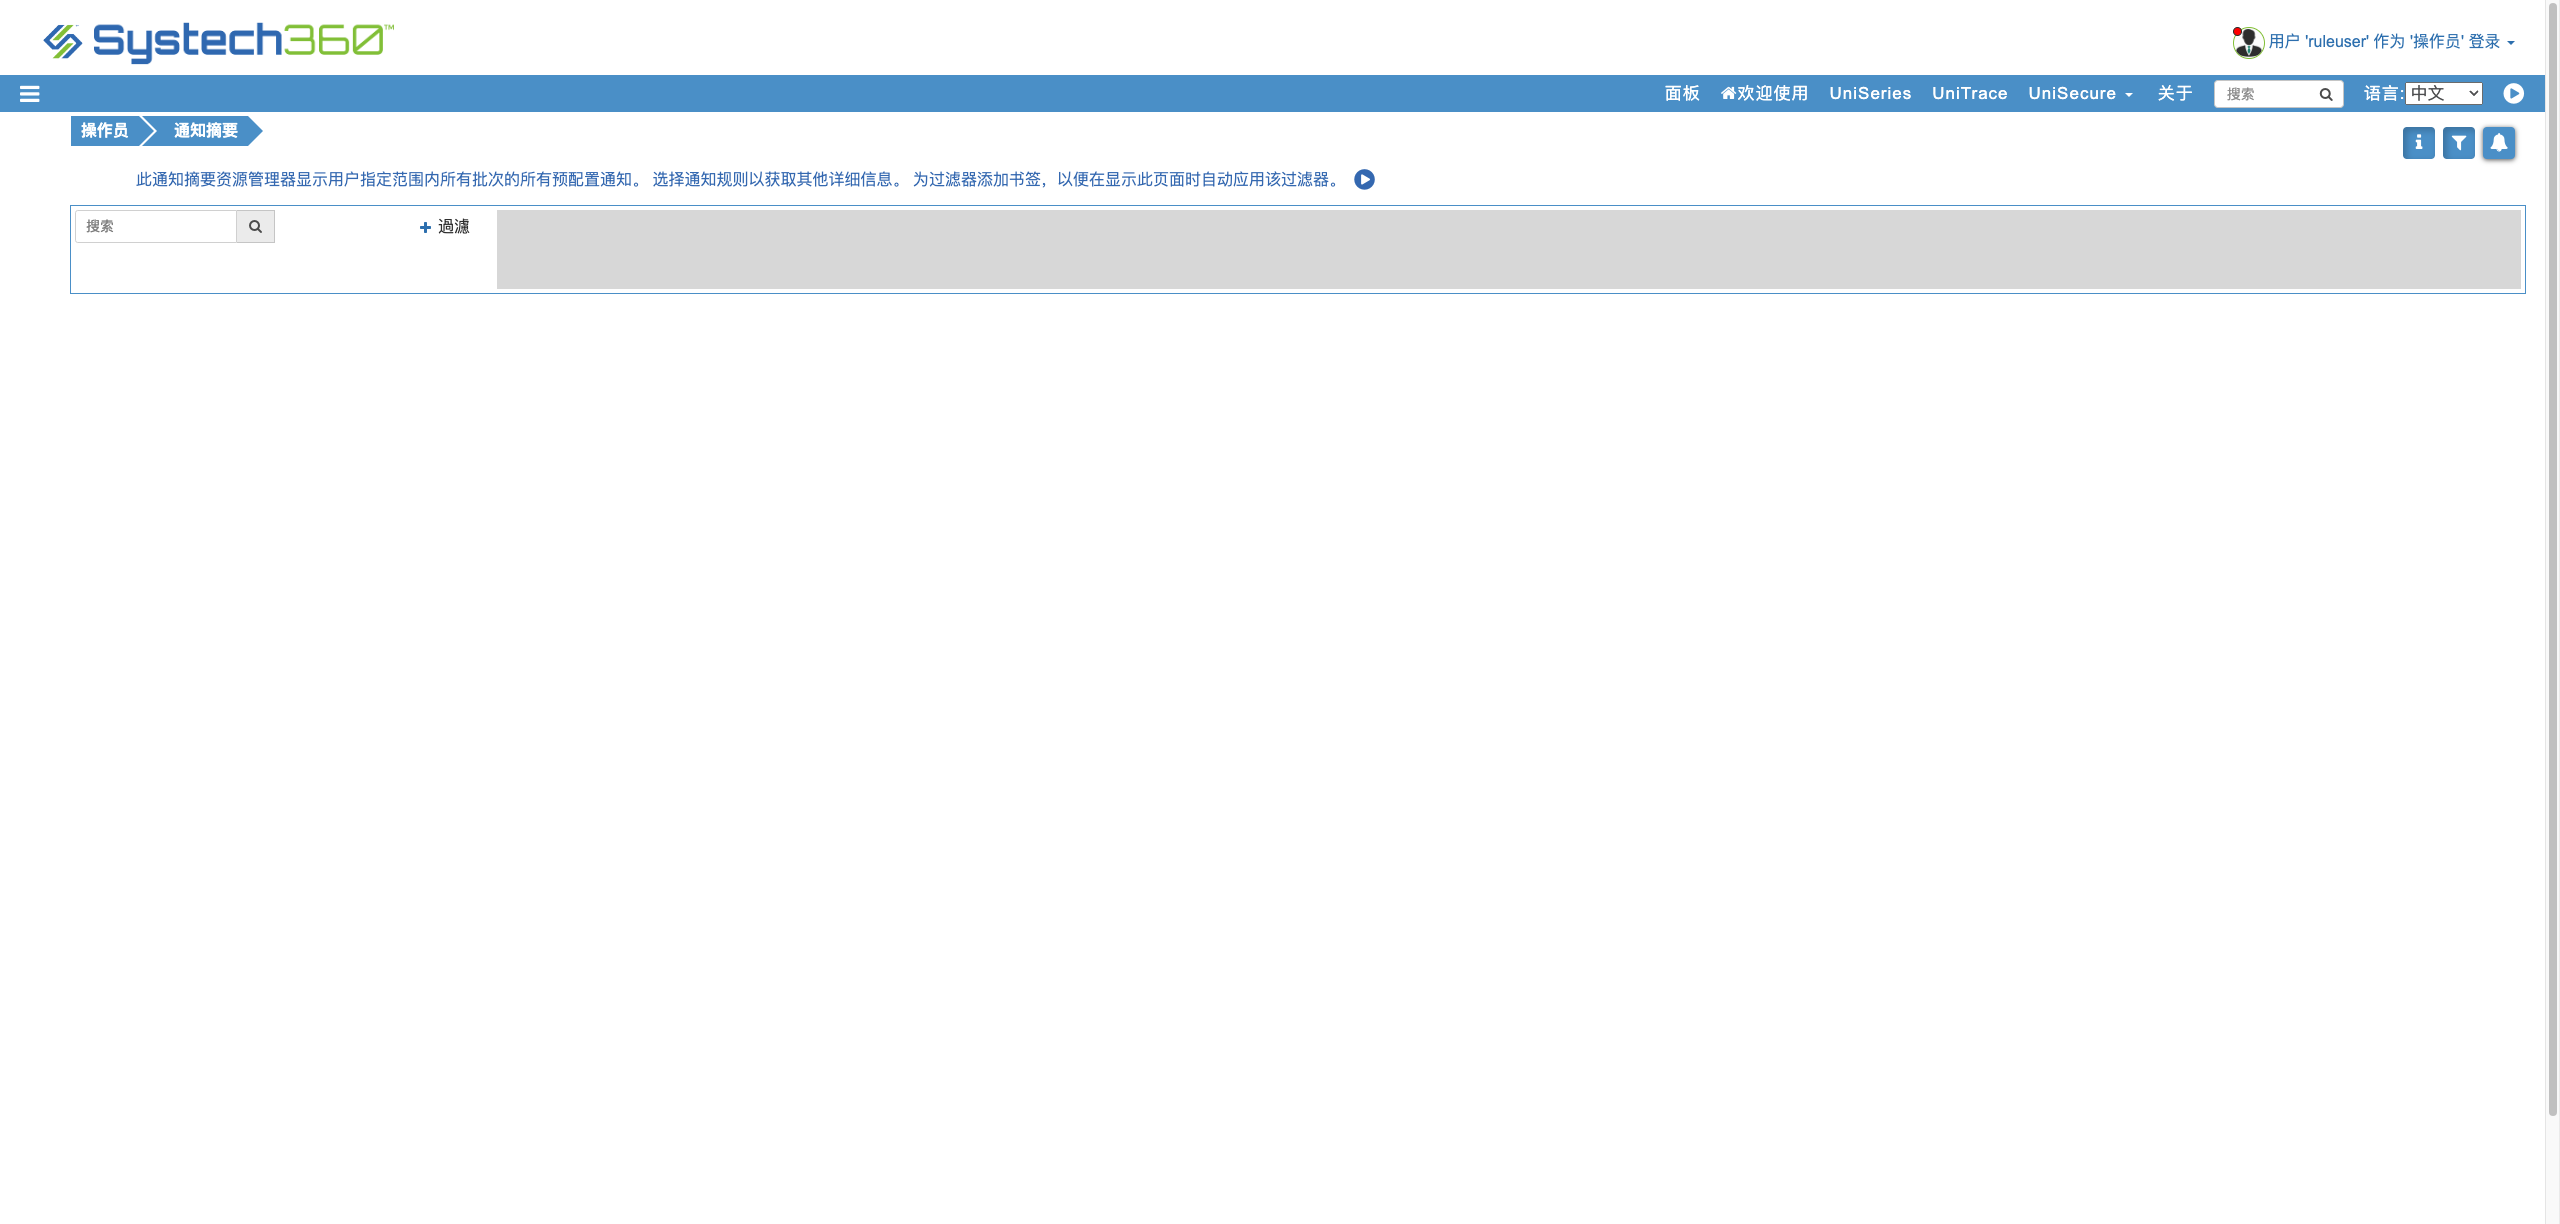 Systech360™
用户 'ruleuser' 作为 '操作员' 登录
面板 欢迎使用 UniSeries UniTrace UniSecure 关于 搜索 语言: 中文
操作员 通知摘要
此通知摘要资源管理器显示用户指定范围内所有批次的所有预配置通知。 选择通知规则以获取其他详细信息。 为过滤器添加书签，以便在显示此页面时自动应用该过滤器。
搜索 過濾